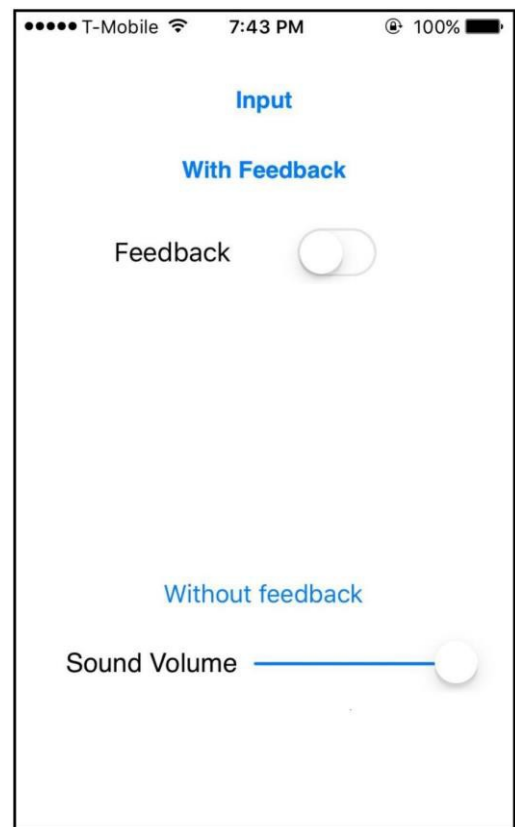 T-Mobile 7:43 PM 100%
Input
With Feedback
Feedback
Without feedback
Sound Volume